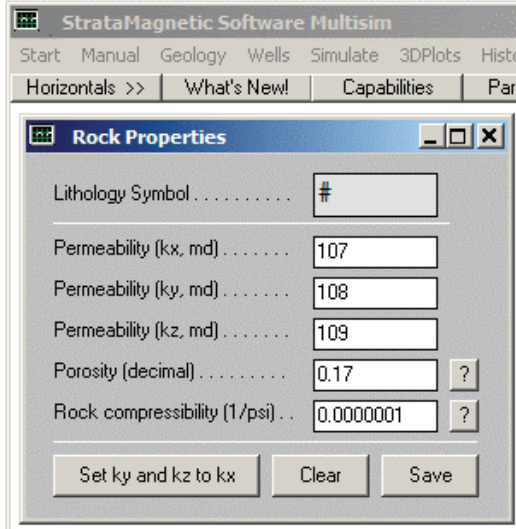 StrataMagnetic Software Multisim
Start Manual Geology Wells Simulate 3DPlots
Horizontals >> What's New! Capabilities
Rock Properties
Lithology Symbol . . . . . . . . . . #
Permeability (kx, md) . . . . . . . 107
Permeability (ky, md) . . . . . . . 108
Permeability (kz, md) . . . . . . . 109
Porosity (decimal) . . . . . . . . . 0.17 ?
Rock compressibility (1/psi) . . 0.0000001 ?
Set ky and kz to kx Clear Save